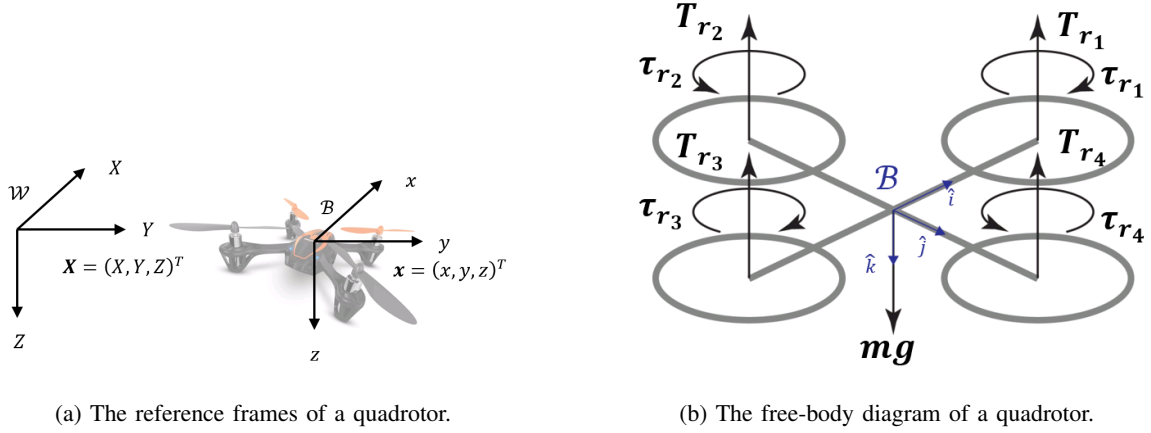 X
𝒲
Y
𝑿 = (X, Y, Z)ᵀ
Z
x
ℬ
y
𝒙 = (x, y, z)ᵀ
z
(a) The reference frames of a quadrotor.
T_{r_2}
T_{r_1}
τ_{r_2}
τ_{r_1}
T_{r_3}
T_{r_4}
ℬ
î
τ_{r_3}
τ_{r_4}
ĵ
k̂
mg
(b) The free-body diagram of a quadrotor.